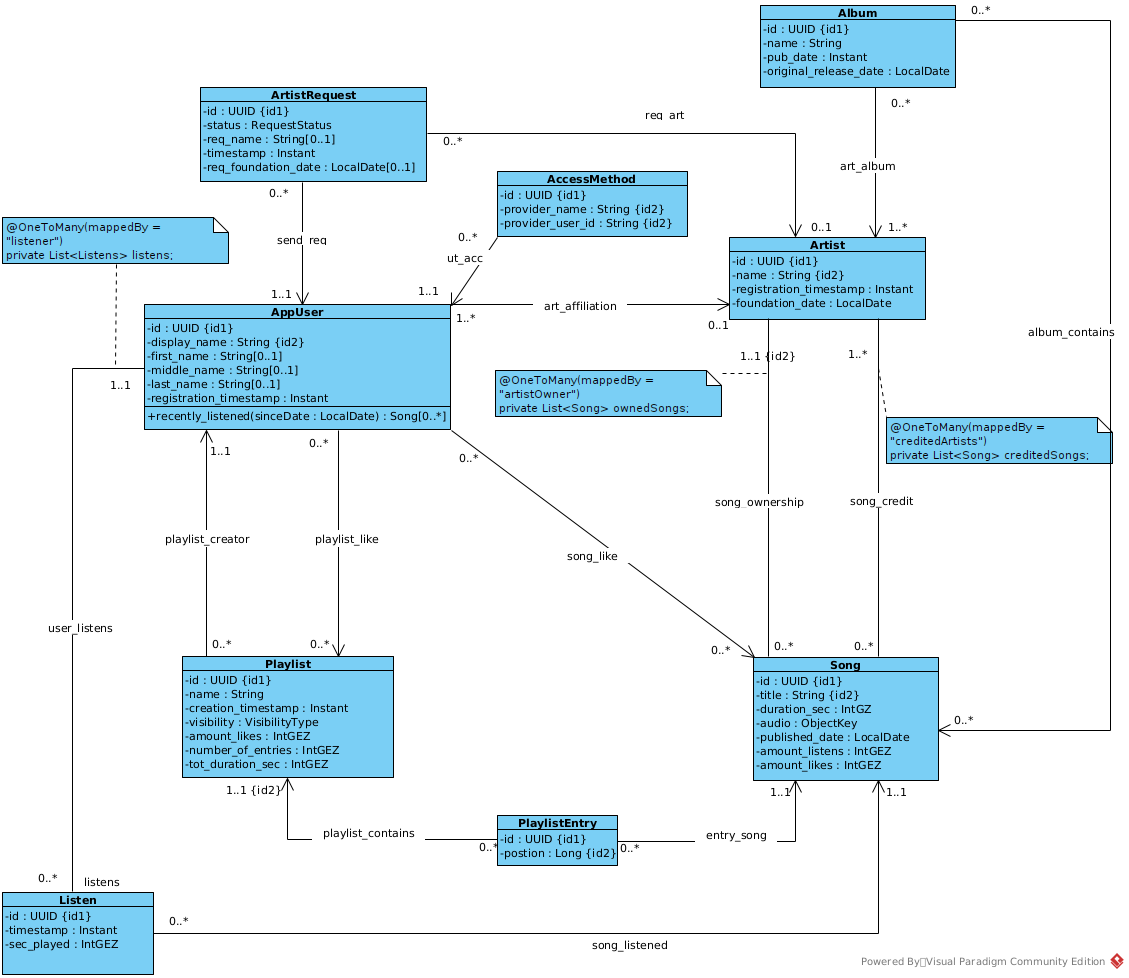 Album
-id : UUID {id1}
-name : String
-pub_date : Instant
-original_release_date : LocalDate
0..*
0..*
art_album
1..*
ArtistRequest
-id : UUID {id1}
-status : RequestStatus
-req_name : String[0..1]
-timestamp : Instant
-req_foundation_date : LocalDate[0..1]
req_art
0..*
0..1
0..*
send_req
1..1
AccessMethod
-id : UUID {id1}
-provider_name : String {id2}
-provider_user_id : String {id2}
0..*
ut_acc
1..1
@OneToMany(mappedBy =
"listener")
private List<Listens> listens;
Artist
-id : UUID {id1}
-name : String {id2}
-registration_timestamp : Instant
-foundation_date : LocalDate
art_affiliation
1..*
0..1
AppUser
-id : UUID {id1}
-display_name : String {id2}
-first_name : String[0..1]
-middle_name : String[0..1]
-last_name : String[0..1]
-registration_timestamp : Instant
+recently_listened(sinceDate : LocalDate) : Song[0..*]
1..1
album_contains
1..1 {id2}
1..*
@OneToMany(mappedBy =
"artistOwner")
private List<Song> ownedSongs;
@OneToMany(mappedBy =
"creditedArtists")
private List<Song> creditedSongs;
1..1
0..*
0..*
song_ownership
song_credit
playlist_creator
playlist_like
song_like
user_listens
0..*
0..*
0..*
0..*
0..*
Playlist
-id : UUID {id1}
-name : String
-creation_timestamp : Instant
-visibility : VisibilityType
-amount_likes : IntGEZ
-number_of_entries : IntGEZ
-tot_duration_sec : IntGEZ
Song
-id : UUID {id1}
-title : String {id2}
-duration_sec : IntGZ
-audio : ObjectKey
-published_date : LocalDate
-amount_listens : IntGEZ
-amount_likes : IntGEZ
0..*
1..1 {id2}
1..1
1..1
PlaylistEntry
-id : UUID {id1}
-postion : Long {id2}
playlist_contains
0..*
0..*
entry_song
0..*
listens
Listen
-id : UUID {id1}
-timestamp : Instant
-sec_played : IntGEZ
0..*
song_listened
Powered By Visual Paradigm Community Edition